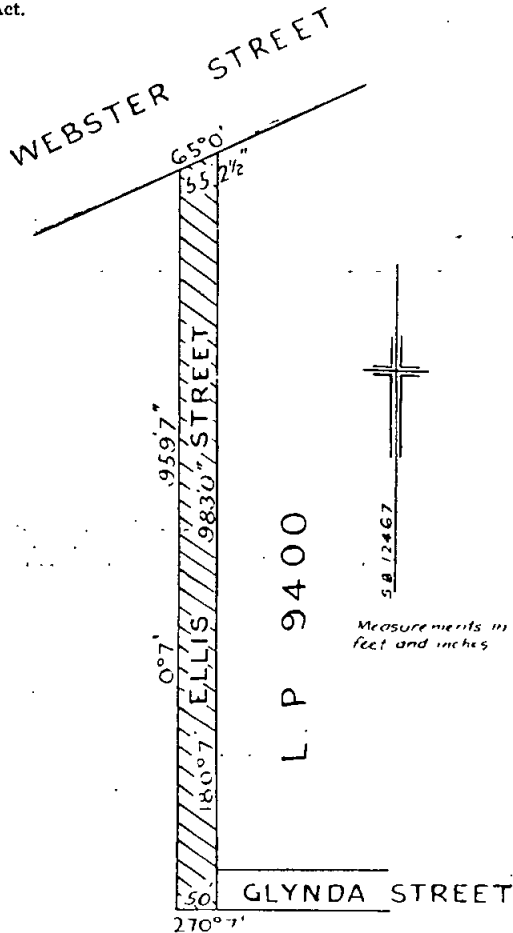 Act.
WEBSTER STREET
65°0'
55' 2½"
959'7"
ELLIS STREET
983'0"
0°7'
180°7'
L P 9400
S B 12467
Measurements in
feet and inches
50'
GLYNDA STREET
270°7'